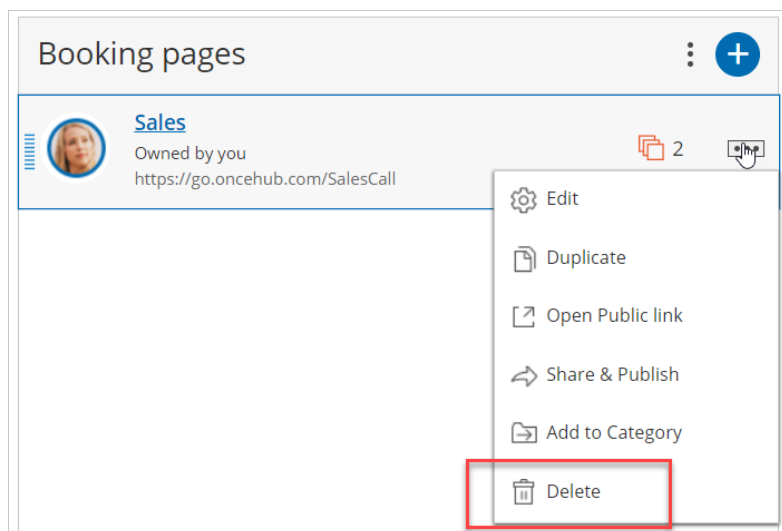 Booking pages
Sales
Owned by you
https://go.oncehub.com/SalesCall
2
Edit
Duplicate
Open Public link
Share & Publish
Add to Category
Delete